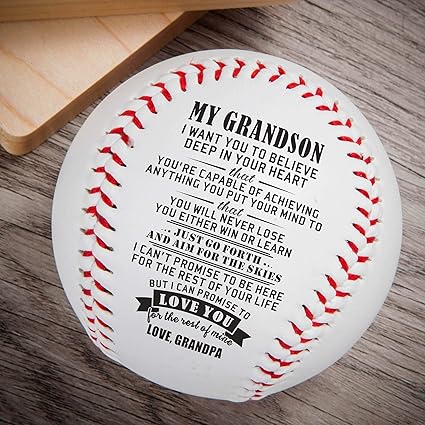 MY GRANDSON
I WANT YOU TO BELIEVE
DEEP IN YOUR HEART
that
YOU'RE CAPABLE OF ACHIEVING
ANYTHING YOU PUT YOUR MIND TO
that
YOU WILL NEVER LOSE
YOU EITHER WIN OR LEARN
JUST GO FORTH
AND AIM FOR THE SKIES
I CAN'T PROMISE TO BE HERE
FOR THE REST OF YOUR LIFE
BUT I CAN PROMISE TO
LOVE YOU
for the rest of mine
LOVE, GRANDPA